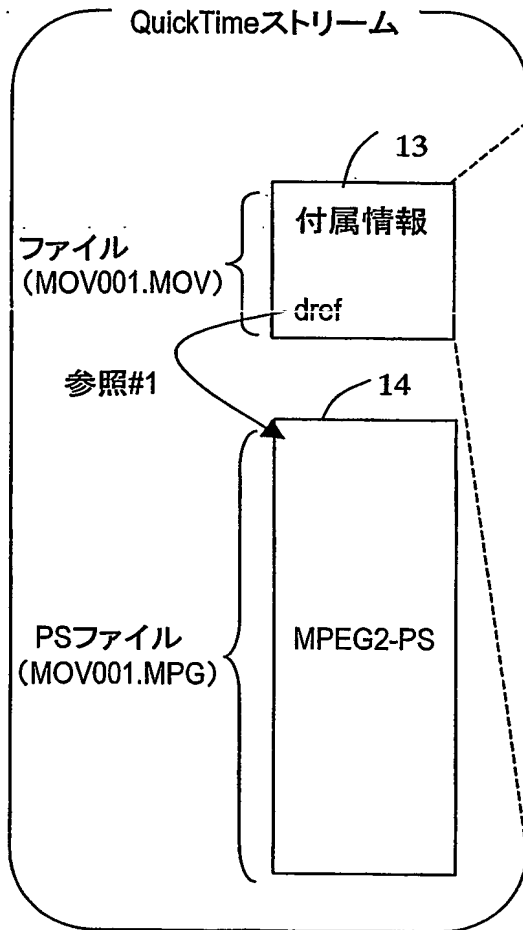 QuickTimeストリーム
13
付属情報
ファイル
(MOV001.MOV)
dref
参照#1
14
PSファイル
(MOV001.MPG)
MPEG2-PS